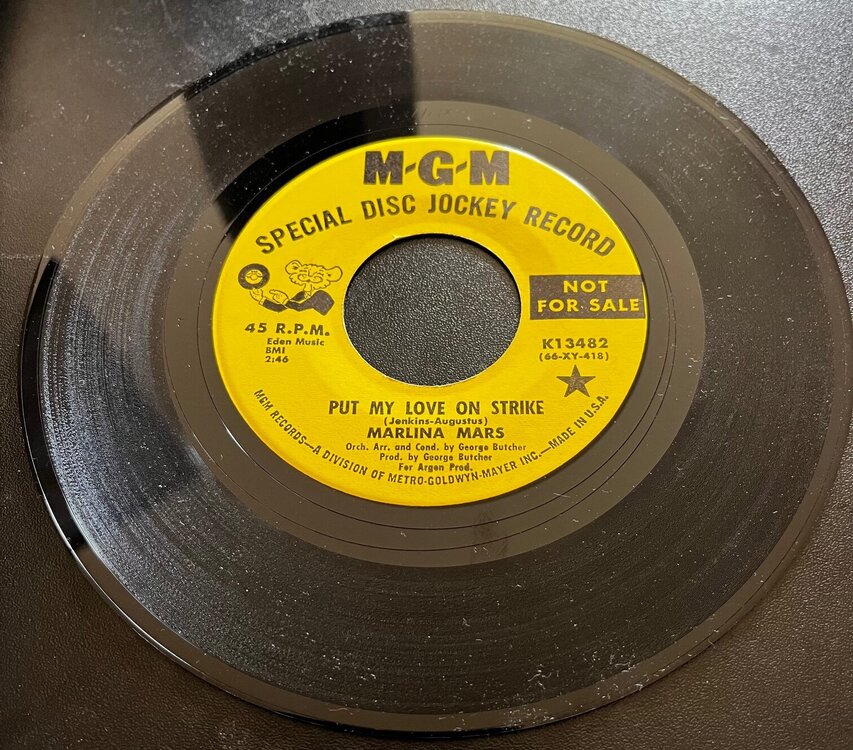 M-G-M
SPECIAL DISC JOCKEY RECORD
NOT
FOR SALE
45 R.P.M.
Eden Music
BMI
2:46
K13482
(66-XY-418)
PUT MY LOVE ON STRIKE
(Jenkins-Augustus)
MARLINA MARS
Orch. Arr. and Cond. by George Butcher
Prod. by George Butcher
For Argon Prod.
MGM RECORDS—A DIVISION OF METRO-GOLDWYN-MAYER INC.—MADE IN U.S.A.